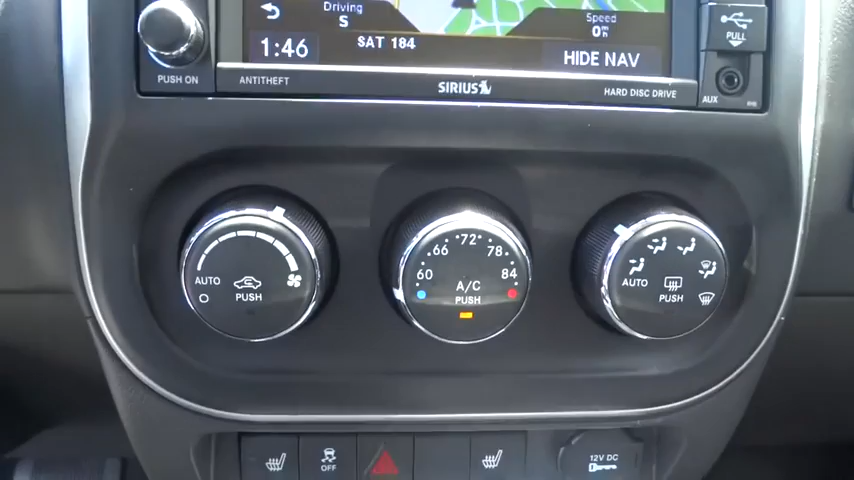 Driving
S
Speed
0mph
1:46
SAT 184
HIDE NAV
PULL
PUSH ON
ANTITHEFT
SIRIUS
HARD DISC DRIVE
AUX
AUTO
PUSH
60
66
72
78
84
A/C
PUSH
AUTO
PUSH
OFF
12V DC